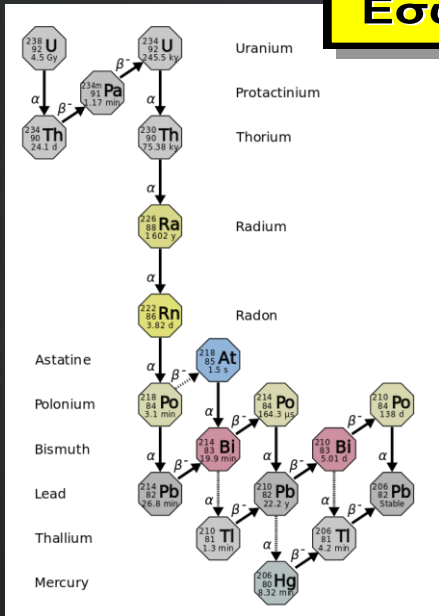 Εσα
238 92 U 4.5 Gy
234 92 U 245.5 ky
Uranium
β⁻
β⁻
234m 91 Pa 1.17 min
Protactinium
α
α
234 90 Th 24.1 d
230 90 Th 75.38 ky
Thorium
α
226 88 Ra 1602 y
Radium
α
222 86 Rn 3.82 d
Radon
α
Astatine
β⁻
218 85 At 1.5 s
Polonium
218 84 Po 3.1 min
214 84 Po 164.3 μs
210 84 Po 138 d
α
α
β⁻
α
β⁻
α
Bismuth
214 83 Bi 19.9 min
210 83 Bi 5.01 d
β⁻
β⁻
Lead
214 82 Pb 26.8 min
210 82 Pb 22.2 y
206 82 Pb Stable
α
β⁻
α
α
β⁻
Thallium
210 81 Tl 1.3 min
206 81 Tl 4.2 min
β⁻
Mercury
206 80 Hg 8.32 min